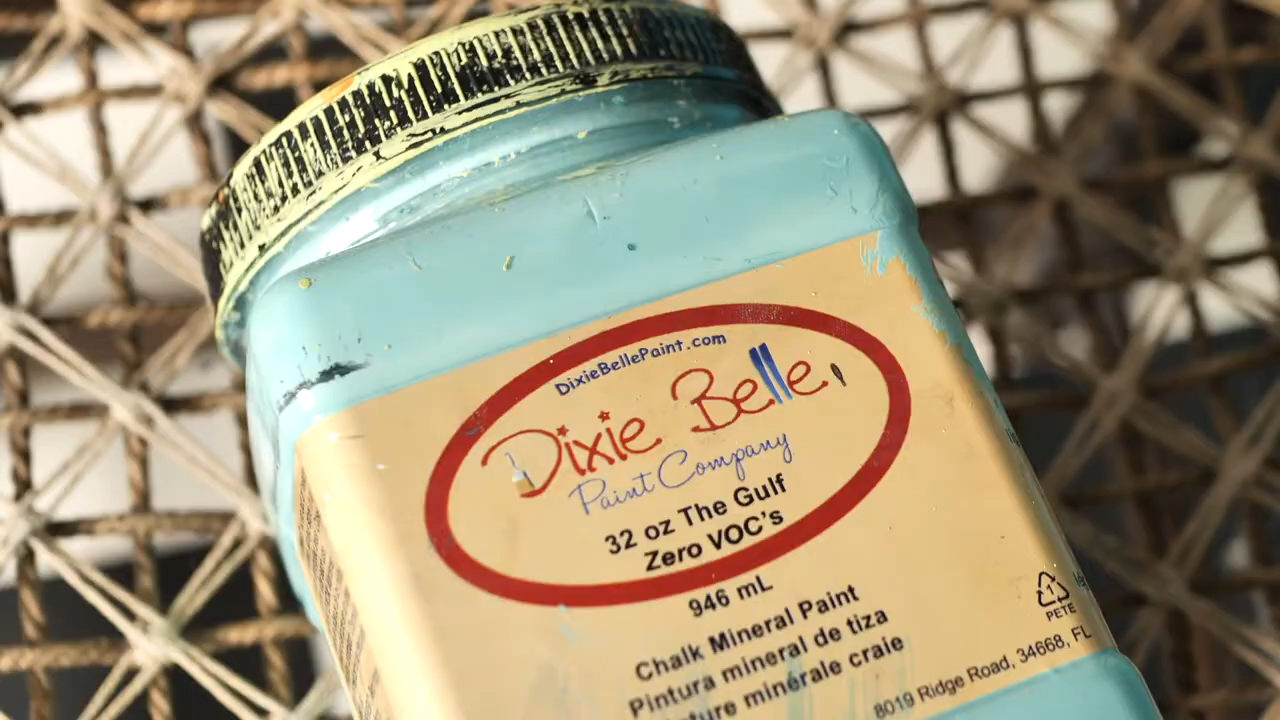 DixieBellePaint.com
Dixie Belle
Paint Company
32 oz The Gulf
Zero VOC's
946 mL
Chalk Mineral Paint
Pintura mineral de tiza
minérale craie
1
PETE
8019 Ridge Road, 34668, FL